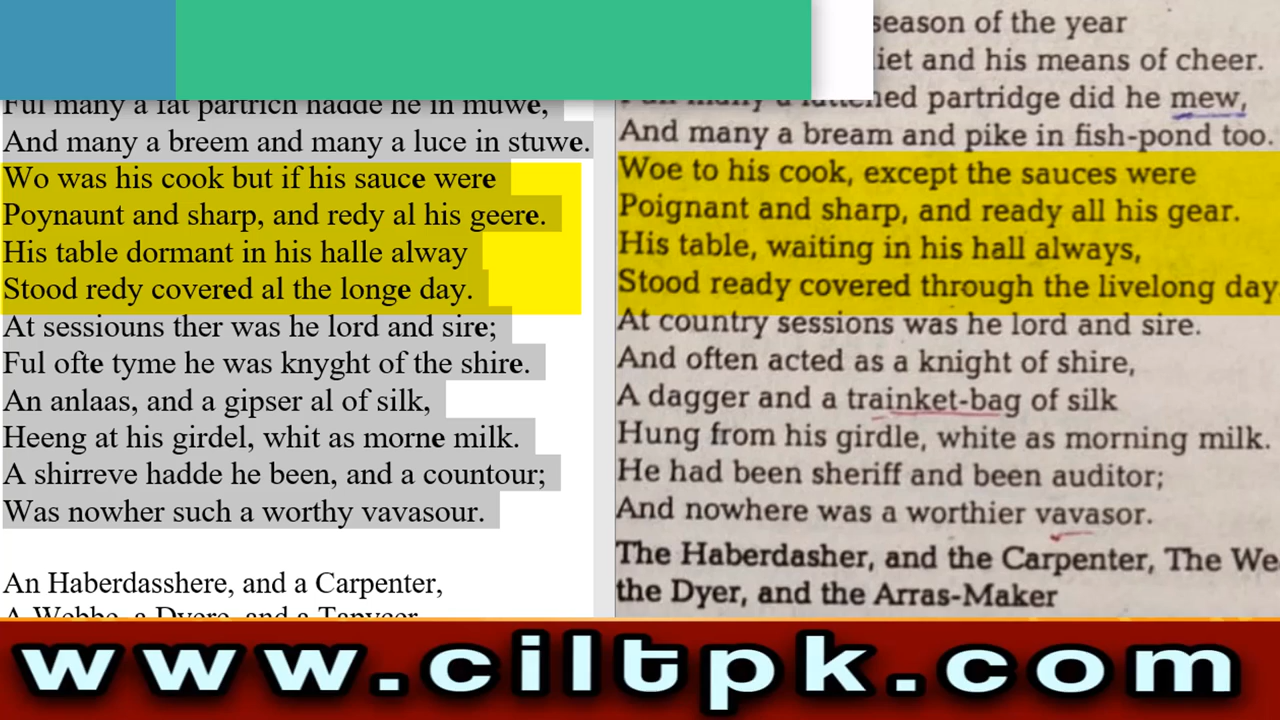 Ful many a fat partrich hadde he in muwe,
And many a breem and many a luce in stuwe.
Wo was his cook but if his sauce were
Poynaunt and sharp, and redy al his geere.
His table dormant in his halle alway
Stood redy covered al the longe day.
At sessiouns ther was he lord and sire;
Ful ofte tyme he was knyght of the shire.
An anlaas, and a gipser al of silk,
Heeng at his girdel, whit as morne milk.
A shirreve hadde he been, and a countour;
Was nowher such a worthy vavasour.
An Haberdasshere, and a Carpenter,
A Webbe, a Dyere, and a Tapycer
season of the year
iet and his means of cheer.
partridge did he mew,
And many a bream and pike in fish-pond too.
Woe to his cook, except the sauces were
Poignant and sharp, and ready all his gear.
His table, waiting in his hall always,
Stood ready covered through the livelong day
At country sessions was he lord and sire.
And often acted as a knight of shire,
A dagger and a trainket-bag of silk
Hung from his girdle, white as morning milk.
He had been sheriff and been auditor;
And nowhere was a worthier vavasor.
The Haberdasher, and the Carpenter, The We
the Dyer, and the Arras-Maker
www.ciltpk.com